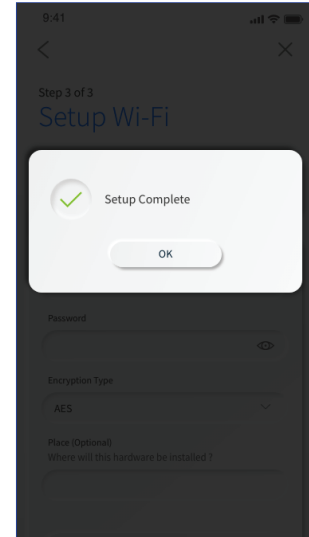 9:41
Step 3 of 3
Setup Wi-Fi
Setup Complete
OK
Password
Encryption Type
AES
Place (Optional)
Where will this hardware be installed ?